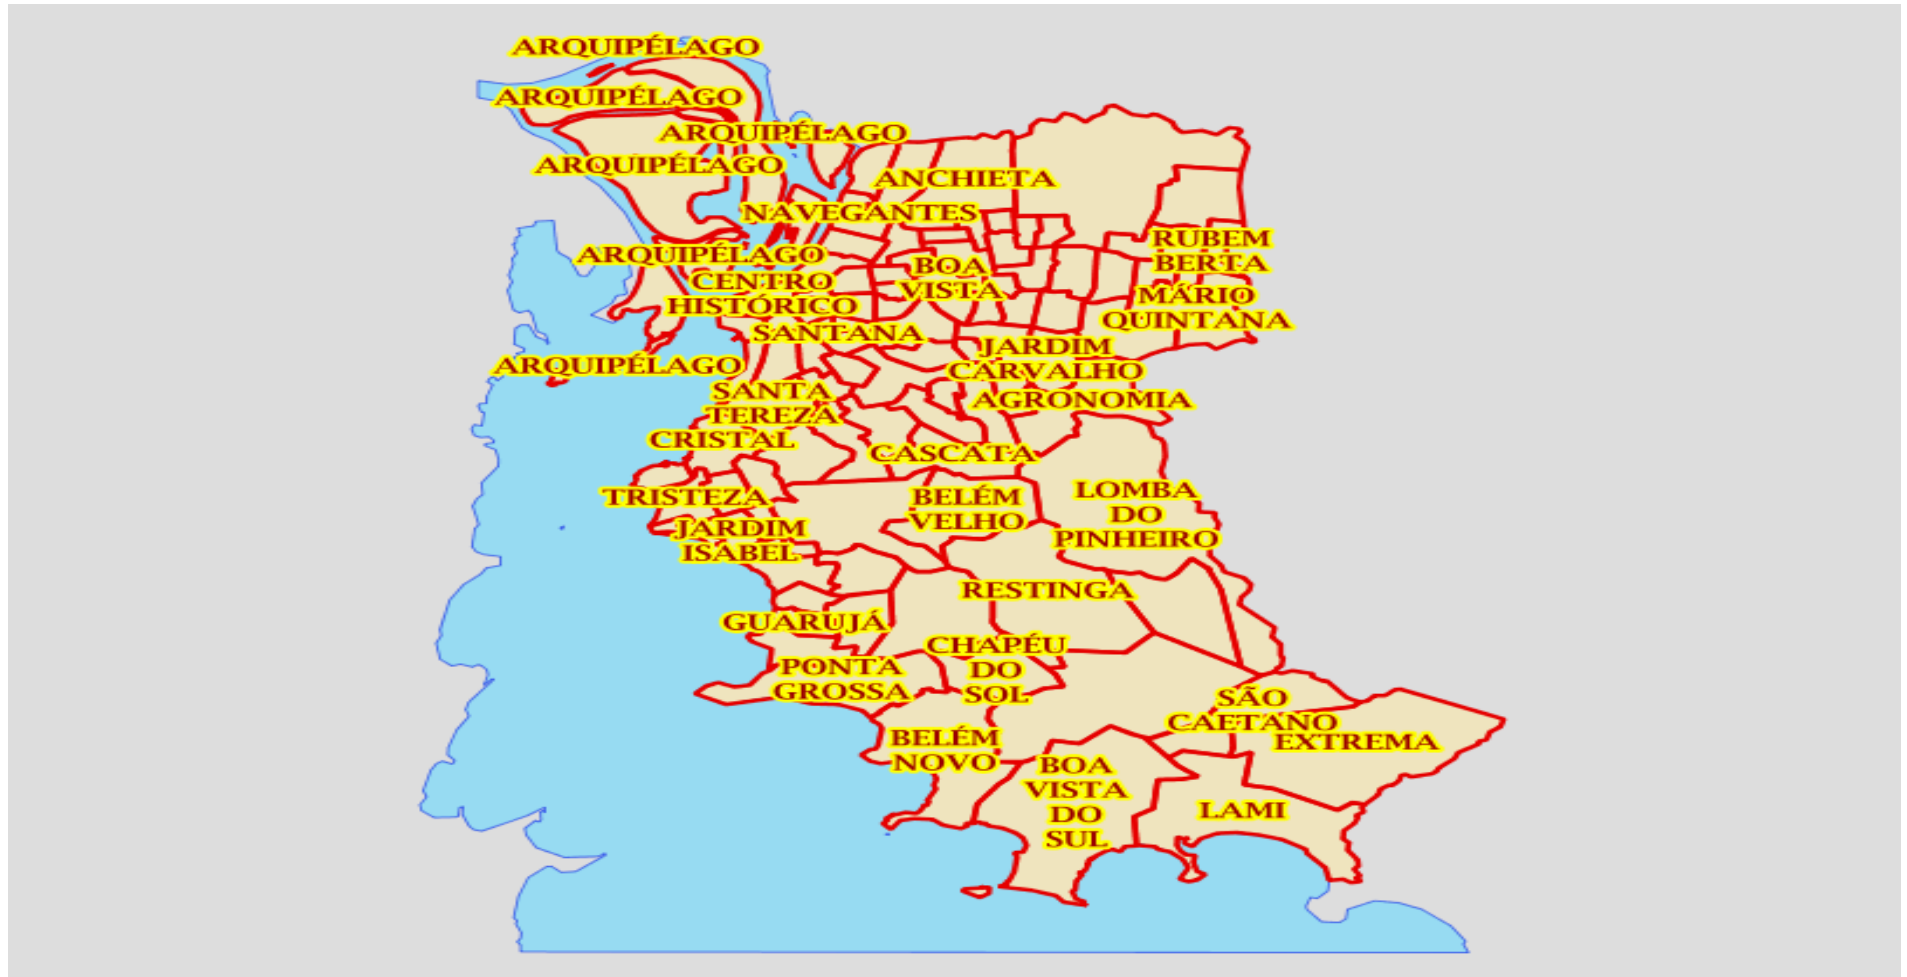 ARQUIPÉLAGO
ARQUIPÉLAGO
ARQUIPÉLAGO
ARQUIPÉLAGO
ANCHIETA
NAVEGANTES
RUBEM
BERTA
ARQUIPÉLAGO
BOA
VISTA
CENTRO
HISTÓRICO
MÁRIO
QUINTANA
SANTANA
JARDIM
CARVALHO
ARQUIPÉLAGO
SANTA
TEREZA
AGRONOMIA
CRISTAL
CASCATA
TRISTEZA
BELÉM
VELHO
LOMBA
DO
PINHEIRO
JARDIM
ISABEL
RESTINGA
GUARUJÁ
CHAPÉU
DO
SOL
PONTA
GROSSA
SÃO
CAETANO
EXTREMA
BELÉM
NOVO
BOA
VISTA
DO
SUL
LAMI